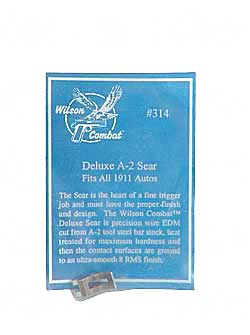 #314
Wilson
Combat®
Deluxe A-2 Sear
Fits All 1911 Autos
The Sear is the heart of a fine trigger
job and must have the proper finish
and design. The Wilson Combat™
Deluxe Sear is precision wire EDM
cut from A-2 tool steel bar stock, heat
treated for maximum hardness and
then the contact surfaces are ground
to an ultra-smooth 8 RMS finish.